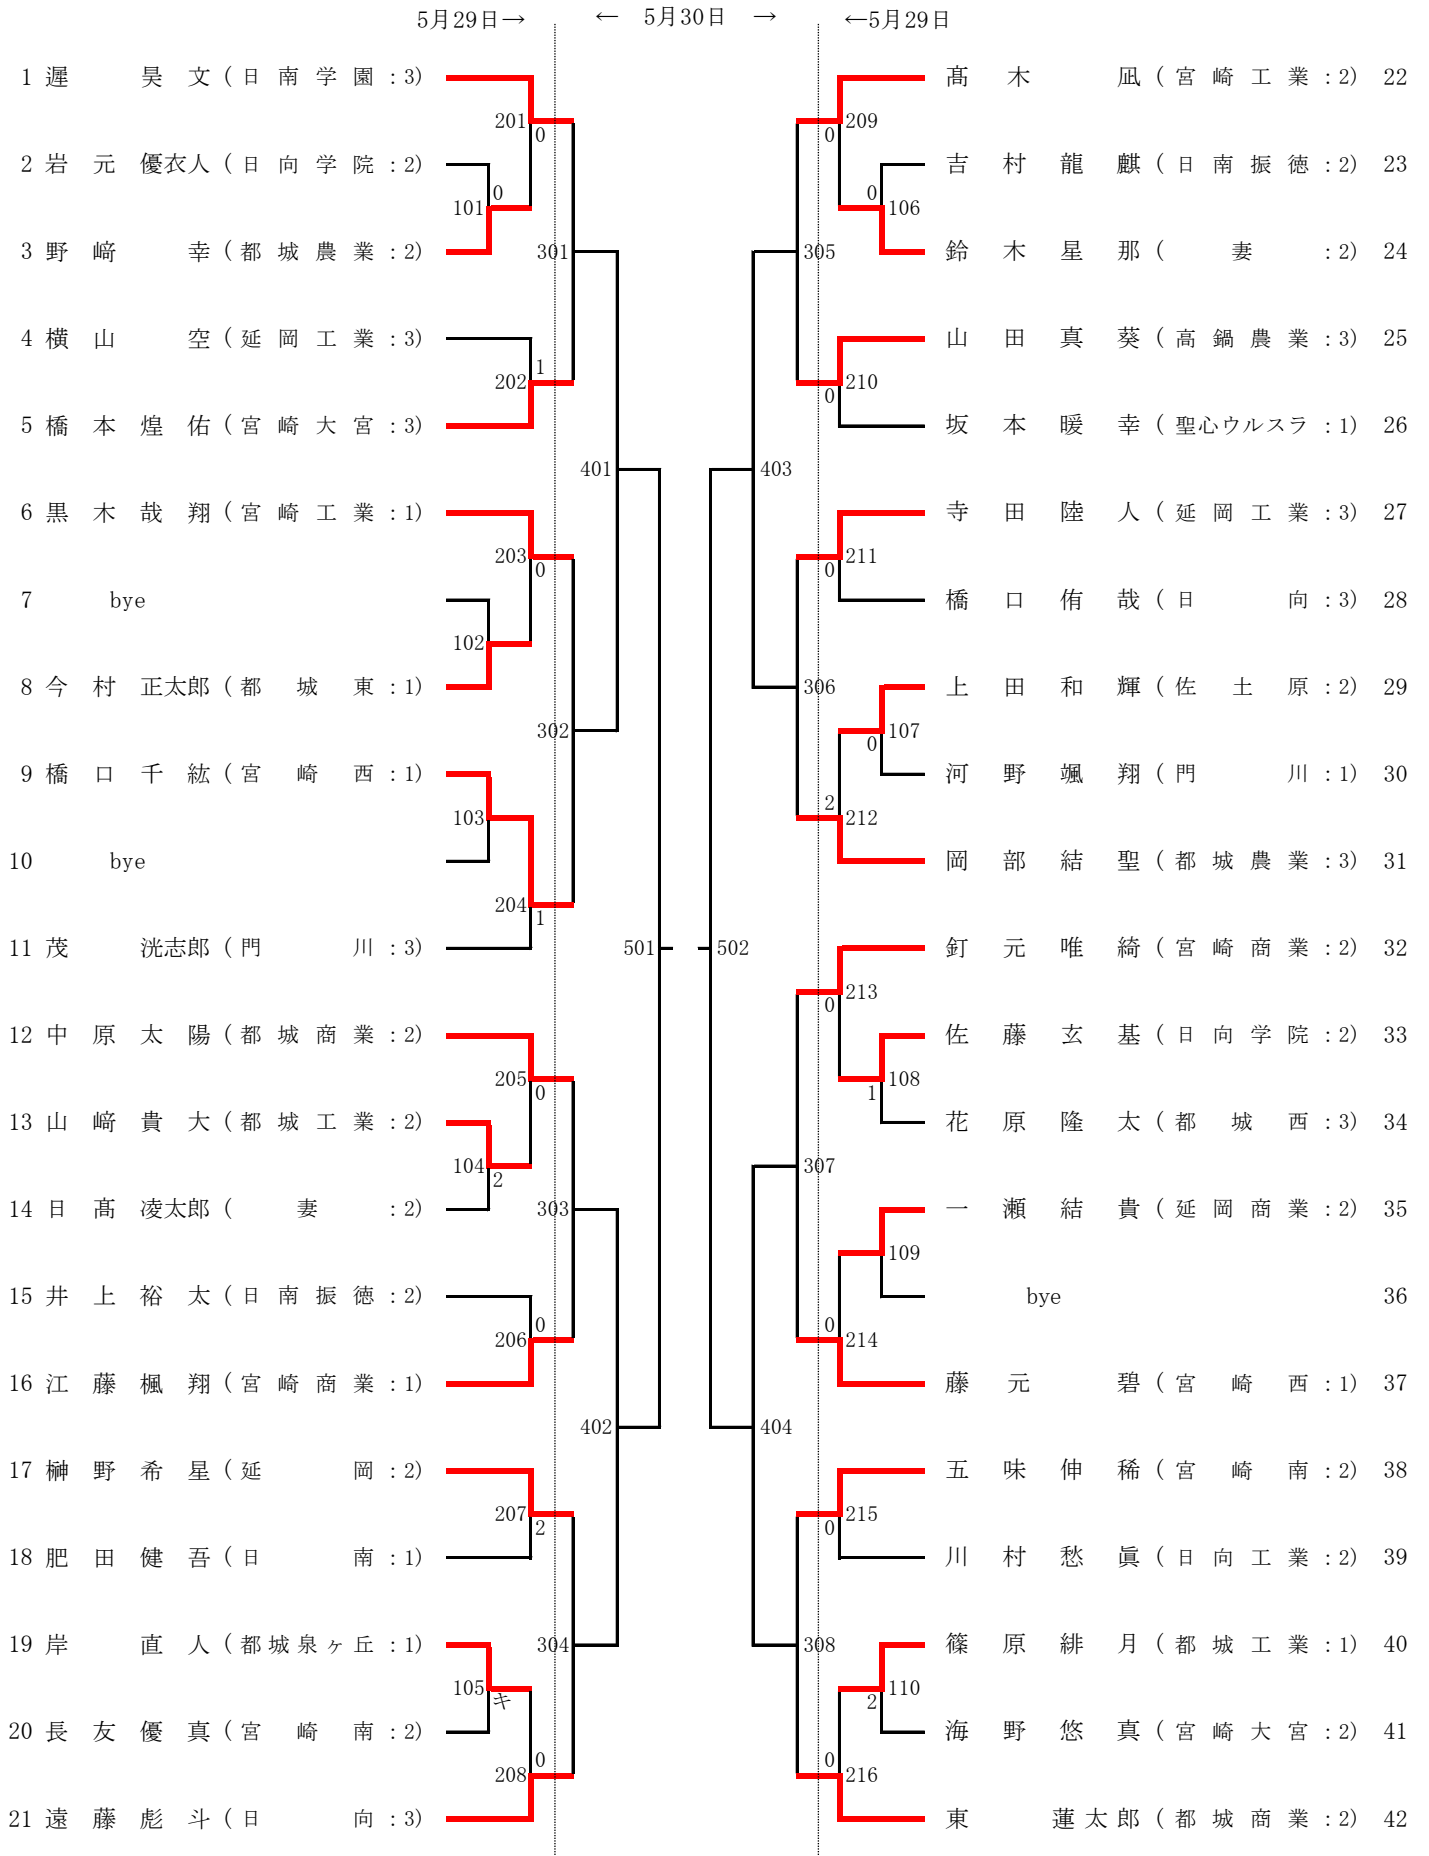 5月29日→ ← 5月30日 → ←5月29日
1 遅 昊 文 (日南学園:3)
髙 木 凪 (宮崎工業:2) 22
201
0
209
0
2 岩 元 優衣人 (日向学院:2)
吉 村 龍 麒 (日南振徳:2) 23
0
101
0
106
3 野 﨑 幸 (都城農業:2)
301
305
鈴 木 星 那 (妻:2) 24
4 横 山 空 (延岡工業:3)
山 田 真 葵 (高鍋農業:3) 25
1
202
210
0
5 橋 本 煌 佑 (宮崎大宮:3)
坂 本 暖 幸 (聖心ウルスラ:1) 26
401
403
6 黒 木 哉 翔 (宮崎工業:1)
寺 田 陸 人 (延岡工業:3) 27
203
0
211
0
7 bye
橋 口 侑 哉 (日向:3) 28
102
8 今 村 正太郎 (都城東:1)
306
上 田 和 輝 (佐土原:2) 29
302
107
0
9 橋 口 千 紘 (宮崎西:1)
河 野 颯 翔 (門川:1) 30
103
2
212
10 bye
岡 部 結 聖 (都城農業:3) 31
204
1
11 茂 洸志郎 (門川:3)
501
502
釘 元 唯 綺 (宮崎商業:2) 32
213
0
12 中 原 太 陽 (都城商業:2)
佐 藤 玄 基 (日向学院:2) 33
205
0
108
1
13 山 﨑 貴 大 (都城工業:2)
花 原 隆 太 (都城西:3) 34
104
2
307
14 日 髙 凌太郎 (妻:2)
303
一 瀬 結 貴 (延岡商業:2) 35
109
15 井 上 裕 太 (日南振徳:2)
bye 36
0
206
0
214
16 江 藤 楓 翔 (宮崎商業:1)
藤 元 碧 (宮崎西:1) 37
402
404
17 榊 野 希 星 (延岡:2)
五 味 伸 稀 (宮崎南:2) 38
207
2
215
0
18 肥 田 健 吾 (日南:1)
川 村 愁 眞 (日向工業:2) 39
19 岸 直 人 (都城泉ヶ丘:1)
304
308
篠 原 緋 月 (都城工業:1) 40
105
キ
110
2
20 長 友 優 真 (宮崎南:2)
海 野 悠 真 (宮崎大宮:2) 41
0
208
0
216
21 遠 藤 彪 斗 (日向:3)
東 蓮太郎 (都城商業:2) 42